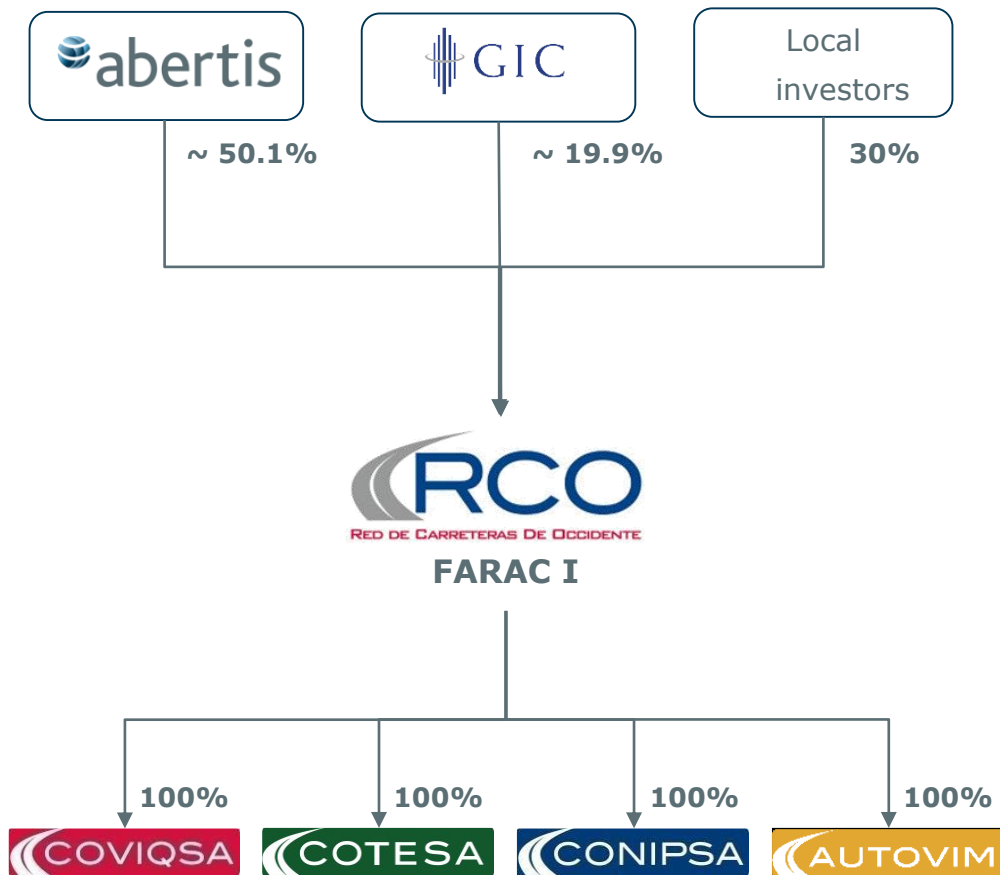 abertis
GIC
Local
investors
~ 50.1%
~ 19.9%
30%
RCO
RED DE CARRETERAS DE OCCIDENTE
FARAC I
100%
100%
100%
100%
COVIQSA
COTESA
CONIPSA
AUTOVIM